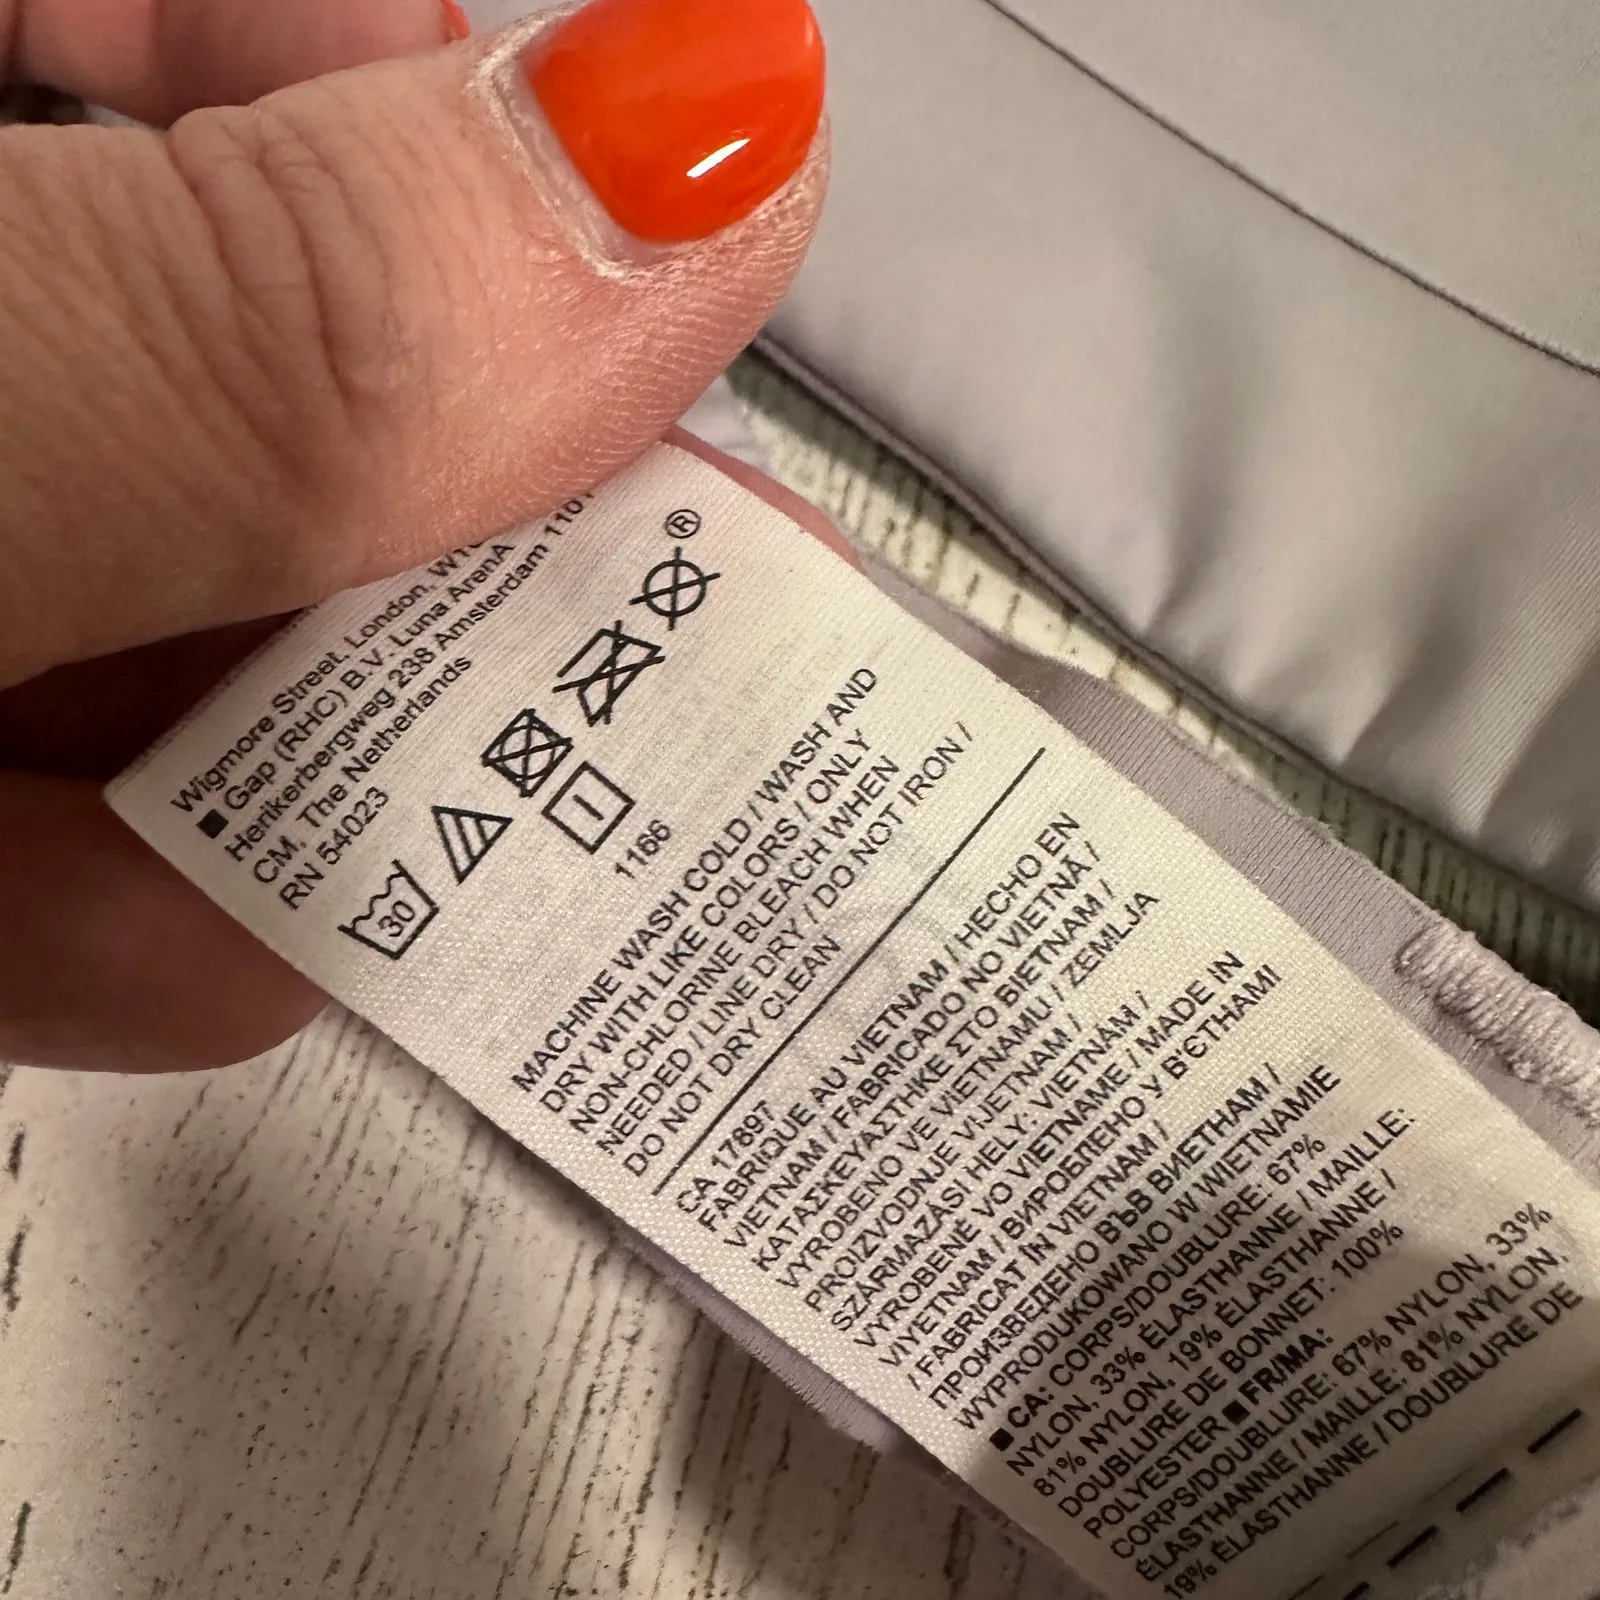 Wigmore Street, London,
■ Gap (RHC) B.V. Luna ArenA
Herikerbergweg 238 Amsterdam 1101
CM, The Netherlands
RN 54023
®
30
1166
MACHINE WASH COLD / WASH AND
DRY WITH LIKE COLORS / ONLY
NON-CHLORINE BLEACH WHEN
NEEDED / LINE DRY / DO NOT IRON /
DO NOT DRY CLEAN
CA 17897
FABRIQUE AU VIETNAM / HECHO EN
VIETNAM / FABRICADO NO VIETNÃ /
ΚΑΤΑΣΚΕΥΑΣΤΗΚΕ ΣΤΟ ΒΙΕΤΝΑΜ /
VYROBENO VE VIETNAMU / ZEMLJA
PROIZVODNJE VIJETNAM /
SZÁRMAZÁSI HELY: VIETNAM /
VYROBENÉ VO VIETNAME / MADE IN
VIYETNAM / ВИРОБЛЕНО У В'ЄТНАМІ
/ FABRICAT ÎN VIETNAM /
ПРОИЗВЕДЕНО ВЪВ ВИЕТНАМ /
WYPRODUKOWANO W WIETNAMIE
■ CA: CORPS/DOUBLURE: 67%
NYLON, 33% ÉLASTHANNE / MAILLE:
81% NYLON, 19% ÉLASTHANNE /
DOUBLURE DE BONNET: 100%
POLYESTER ■ FR/MA:
CORPS/DOUBLURE: 67% NYLON, 33%
ÉLASTHANNE / MAILLE: 81% NYLON,
19% ÉLASTHANNE / DOUBLURE DE